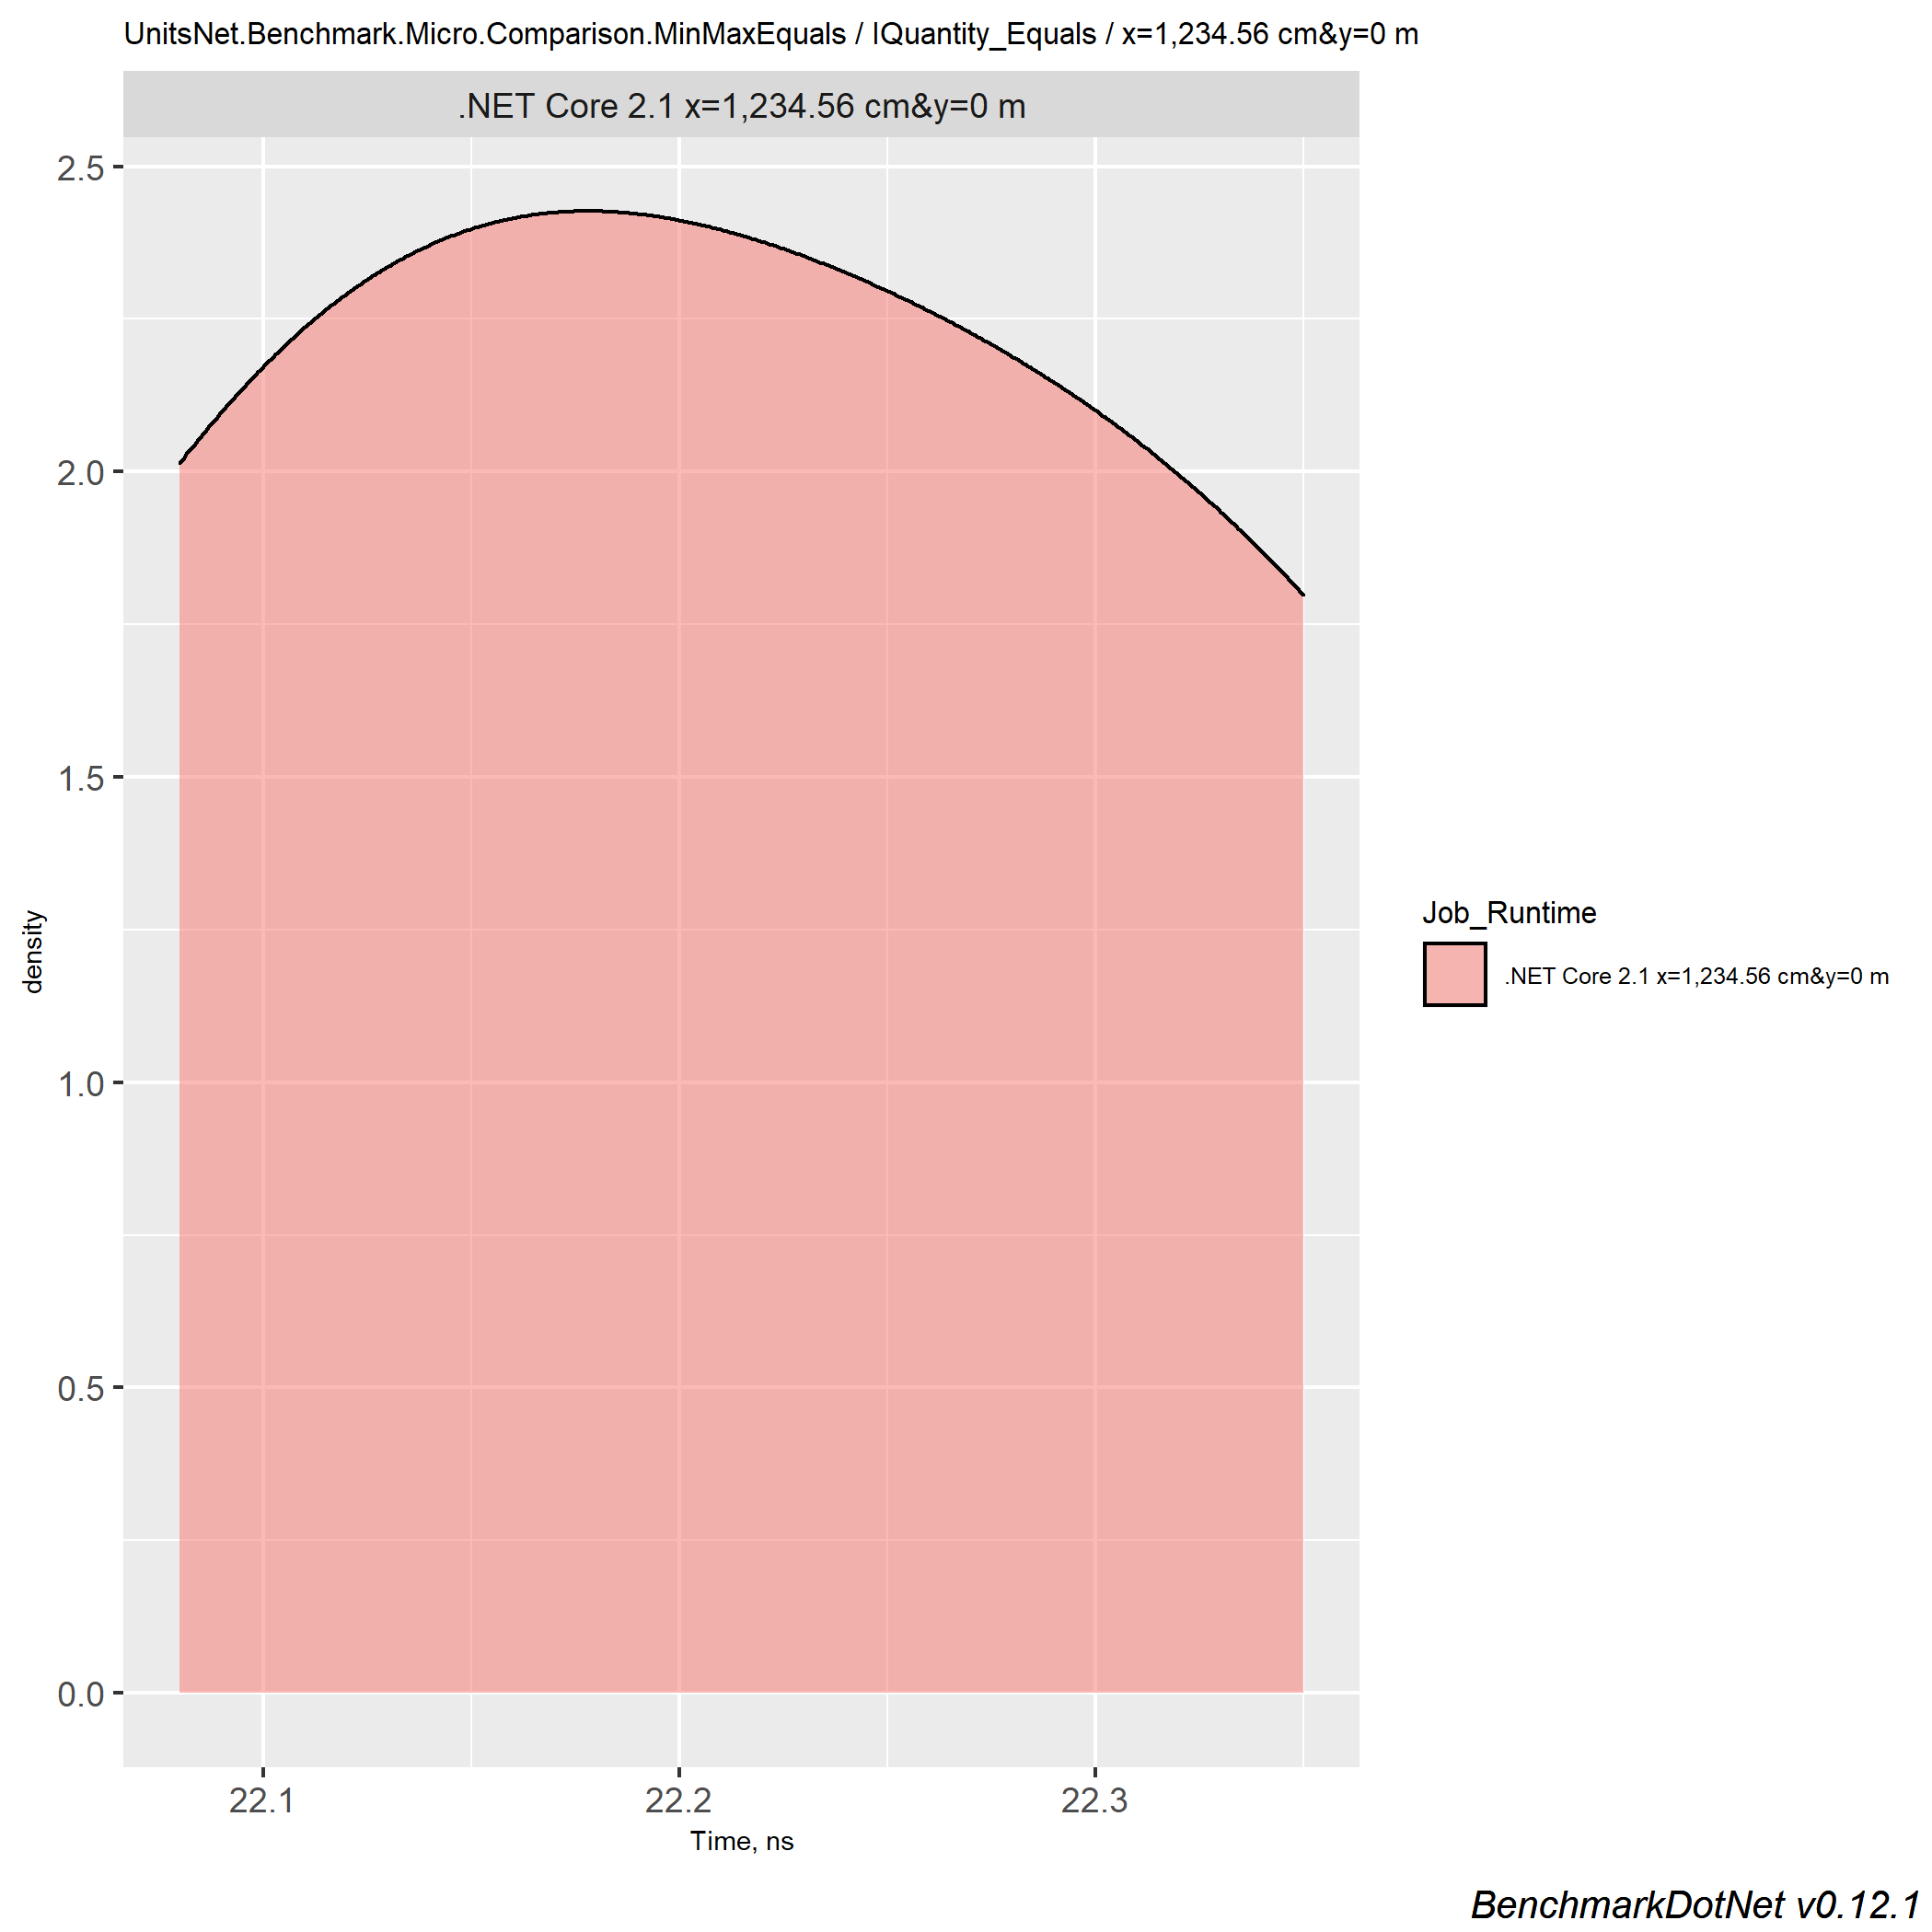 UnitsNet.Benchmark.Micro.Comparison.MinMaxEquals / IQuantity_Equals / x=1,234.56 cm&y=0 m
.NET Core 2.1 x=1,234.56 cm&y=0 m
2.5
2.0
1.5
1.0
0.5
0.0
density
22.1 22.2 22.3
Time, ns
Job_Runtime
.NET Core 2.1 x=1,234.56 cm&y=0 m
BenchmarkDotNet v0.12.1